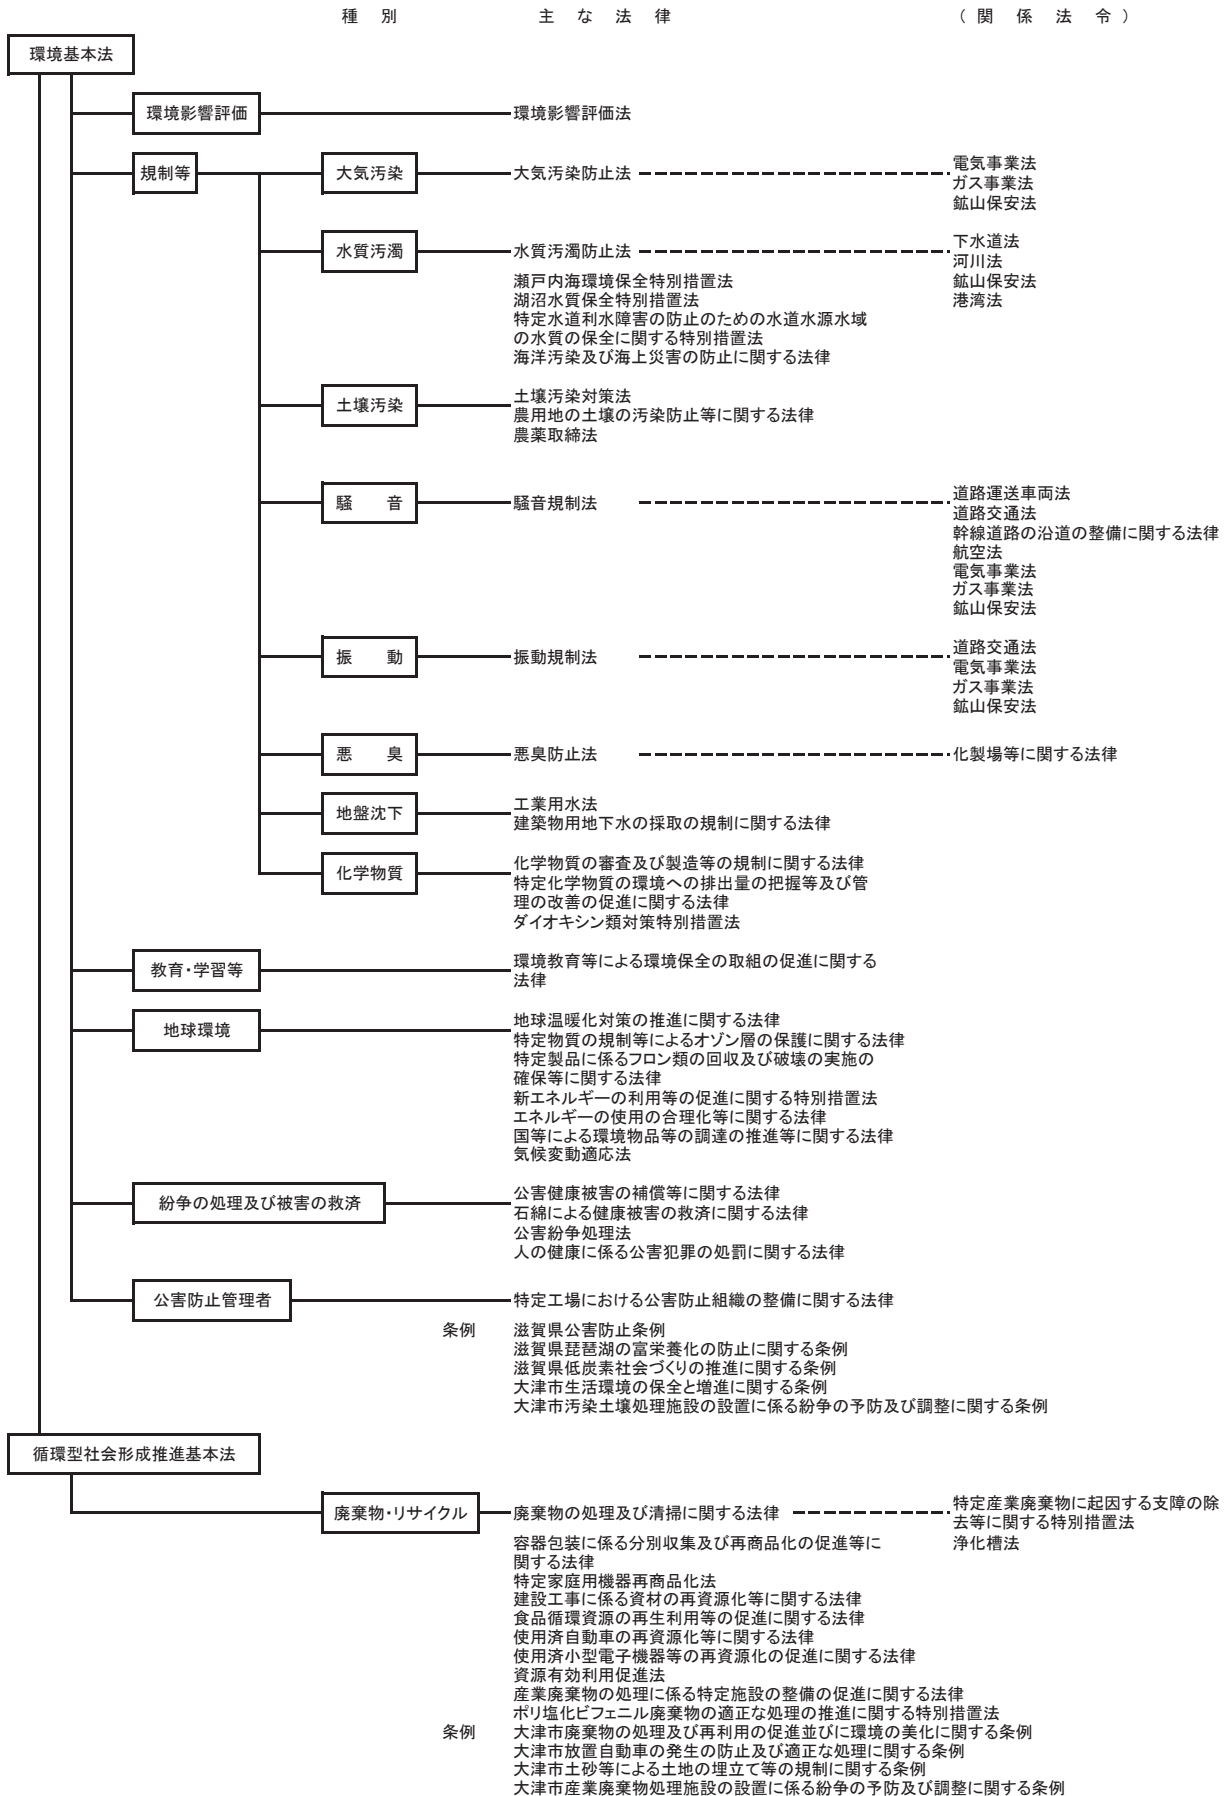 種　別　　主な法律　　（関係法令）
環境基本法
環境影響評価　環境影響評価法
規制等
大気汚染　大気汚染防止法
電気事業法
ガス事業法
鉱山保安法
水質汚濁　水質汚濁防止法
瀬戸内海環境保全特別措置法
湖沼水質保全特別措置法
特定水道利水障害の防止のための水道水源水域
の水質の保全に関する特別措置法
海洋汚染及び海上災害の防止に関する法律
下水道法
河川法
鉱山保安法
港湾法
土壌汚染
土壌汚染対策法
農用地の土壌の汚染防止等に関する法律
農薬取締法
騒　音　騒音規制法
道路運送車両法
道路交通法
幹線道路の沿道の整備に関する法律
航空法
電気事業法
ガス事業法
鉱山保安法
振　動　振動規制法
道路交通法
電気事業法
ガス事業法
鉱山保安法
悪　臭　悪臭防止法　化製場等に関する法律
地盤沈下
工業用水法
建築物用地下水の採取の規制に関する法律
化学物質
化学物質の審査及び製造等の規制に関する法律
特定化学物質の環境への排出量の把握等及び管
理の改善の促進に関する法律
ダイオキシン類対策特別措置法
教育・学習等
環境教育等による環境保全の取組の促進に関する
法律
地球環境
地球温暖化対策の推進に関する法律
特定物質の規制等によるオゾン層の保護に関する法律
特定製品に係るフロン類の回収及び破壊の実施の
確保等に関する法律
新エネルギーの利用等の促進に関する特別措置法
エネルギーの使用の合理化等に関する法律
国等による環境物品等の調達の推進等に関する法律
気候変動適応法
紛争の処理及び被害の救済
公害健康被害の補償等に関する法律
石綿による健康被害の救済に関する法律
公害紛争処理法
人の健康に係る公害犯罪の処罰に関する法律
公害防止管理者　特定工場における公害防止組織の整備に関する法律
条例　滋賀県公害防止条例
滋賀県琵琶湖の富栄養化の防止に関する条例
滋賀県低炭素社会づくりの推進に関する条例
大津市生活環境の保全と増進に関する条例
大津市汚染土壌処理施設の設置に係る紛争の予防及び調整に関する条例
循環型社会形成推進基本法
廃棄物・リサイクル　廃棄物の処理及び清掃に関する法律
特定産業廃棄物に起因する支障の除
去等に関する特別措置法
浄化槽法
容器包装に係る分別収集及び再商品化の促進等に
関する法律
特定家庭用機器再商品化法
建設工事に係る資材の再資源化等に関する法律
食品循環資源の再生利用等の促進に関する法律
使用済自動車の再資源化等に関する法律
使用済小型電子機器等の再資源化の促進に関する法律
資源有効利用促進法
産業廃棄物の処理に係る特定施設の整備の促進に関する法律
ポリ塩化ビフェニル廃棄物の適正な処理の推進に関する特別措置法
条例　大津市廃棄物の処理及び再利用の促進並びに環境の美化に関する条例
大津市放置自動車の発生の防止及び適正な処理に関する条例
大津市土砂等による土地の埋立て等の規制に関する条例
大津市産業廃棄物処理施設の設置に係る紛争の予防及び調整に関する条例